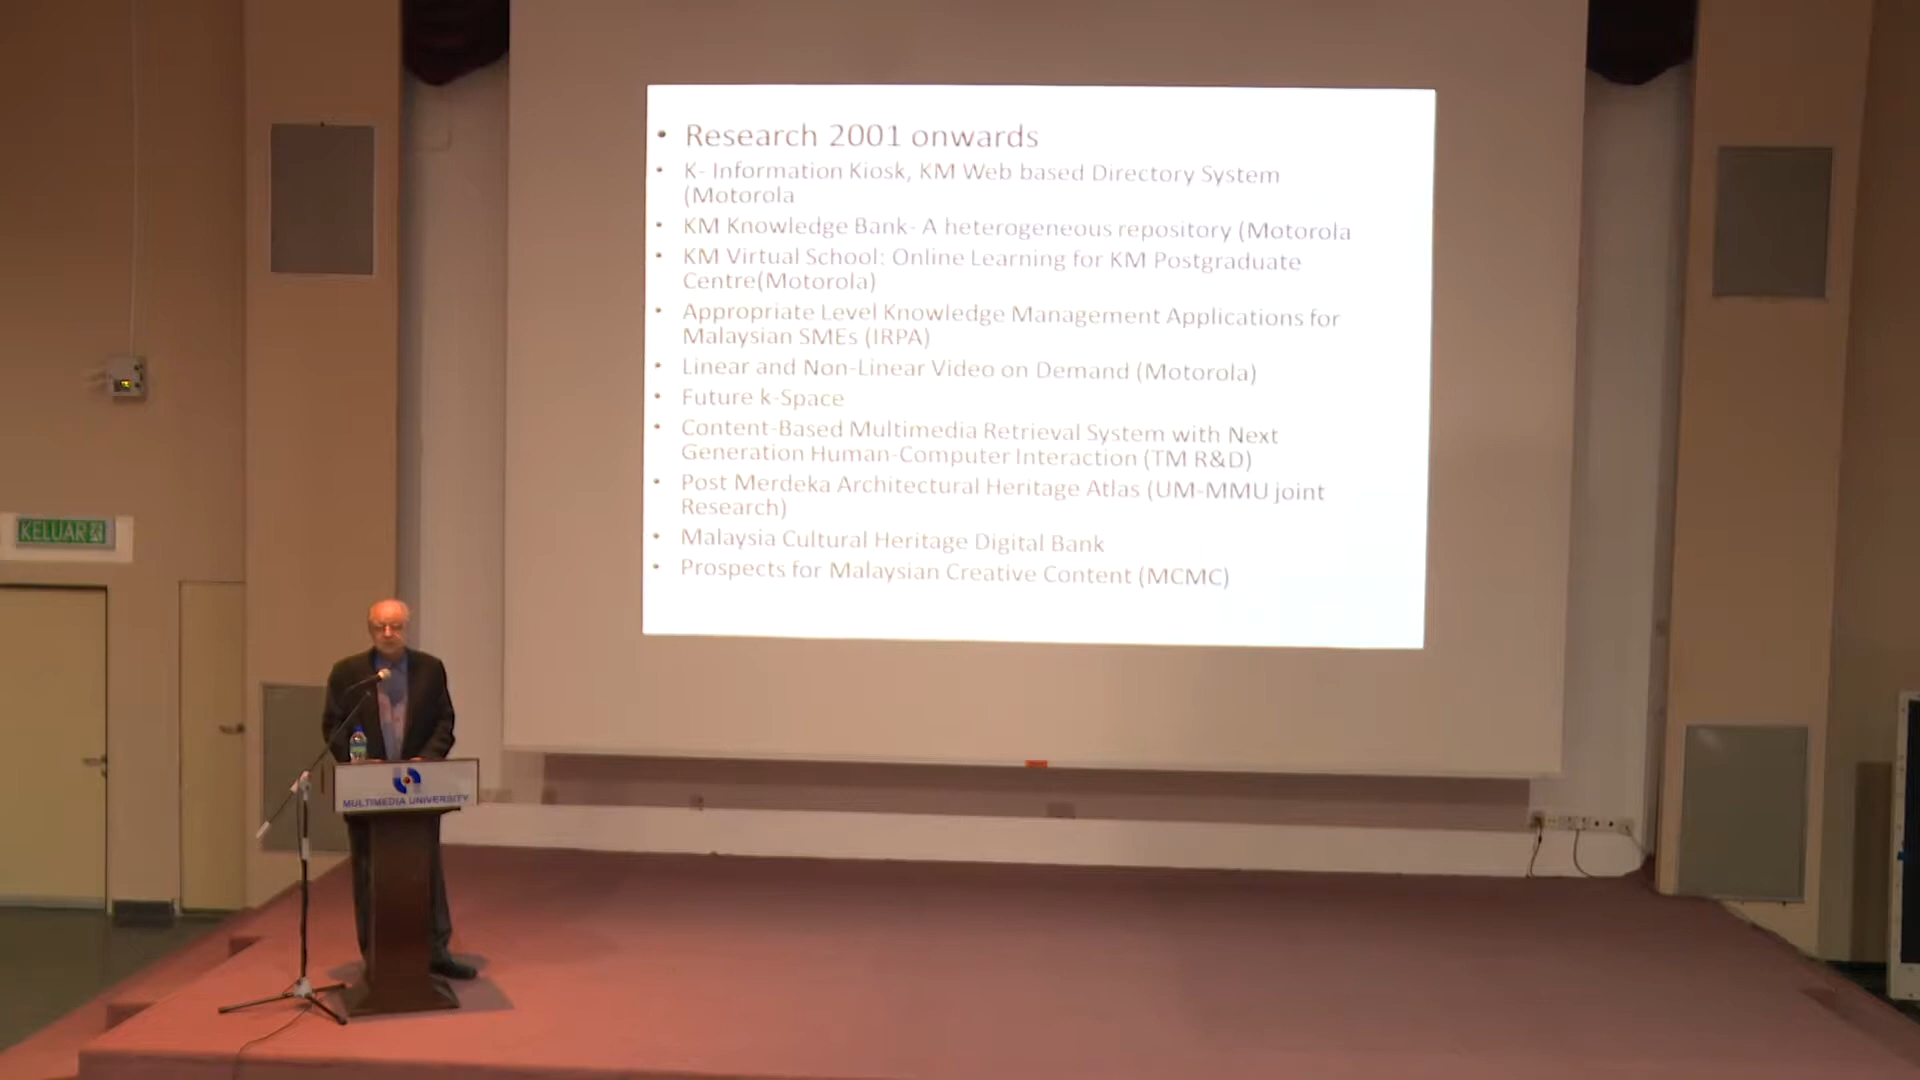 • Research 2001 onwards
• K- Information Kiosk, KM Web based Directory System
(Motorola
• KM Knowledge Bank- A heterogeneous repository (Motorola
• KM Virtual School: Online Learning for KM Postgraduate
Centre(Motorola)
• Appropriate Level Knowledge Management Applications for
Malaysian SMEs (IRPA)
• Linear and Non-Linear Video on Demand (Motorola)
• Future k-Space
• Content-Based Multimedia Retrieval System with Next
Generation Human-Computer Interaction (TM R&D)
• Post Merdeka Architectural Heritage Atlas (UM-MMU joint
Research)
• Malaysia Cultural Heritage Digital Bank
• Prospects for Malaysian Creative Content (MCMC)
KELUAR
MULTIMEDIA UNIVERSITY